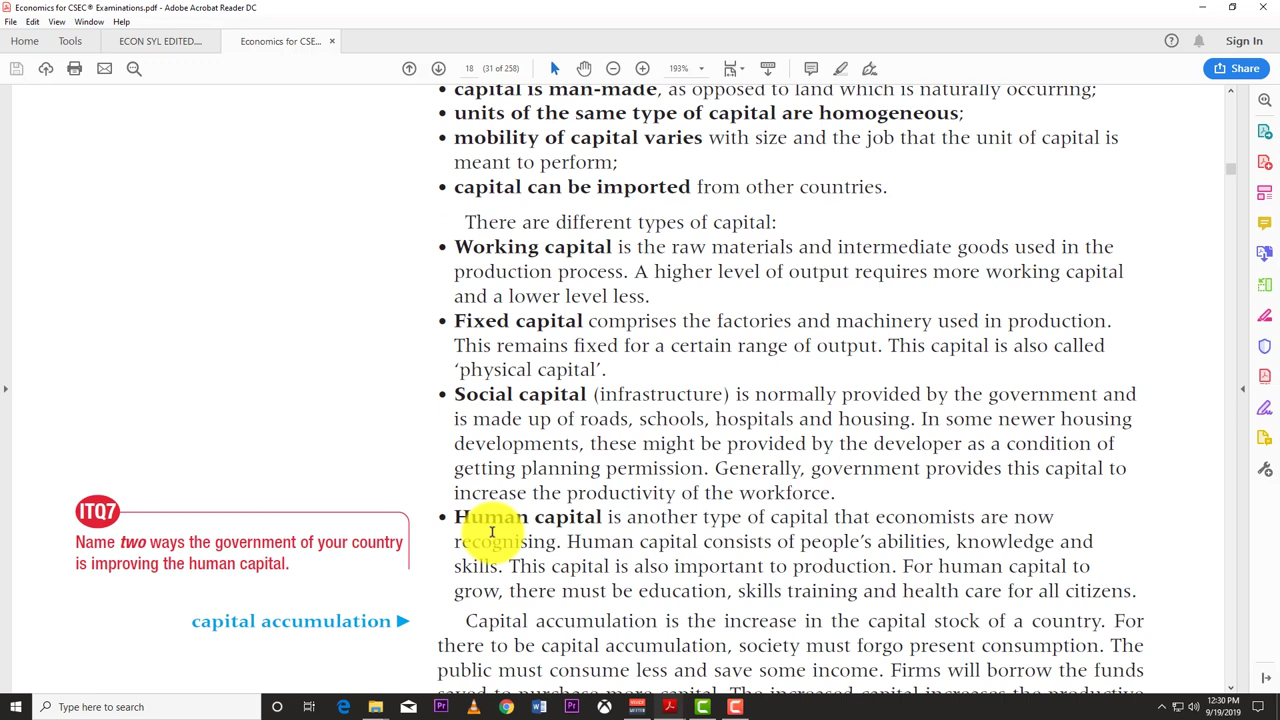 Economics for CSEC® Examinations.pdf - Adobe Acrobat Reader DC
File Edit View Window Help
Home Tools ECON SYL EDITED.... Economics for CSE... × Sign In
18 (31 of 258) 193% Share
• capital is man-made, as opposed to land which is naturally occurring;
• units of the same type of capital are homogeneous;
• mobility of capital varies with size and the job that the unit of capital is
meant to perform;
• capital can be imported from other countries.
There are different types of capital:
• Working capital is the raw materials and intermediate goods used in the
production process. A higher level of output requires more working capital
and a lower level less.
• Fixed capital comprises the factories and machinery used in production.
This remains fixed for a certain range of output. This capital is also called
‘physical capital’.
• Social capital (infrastructure) is normally provided by the government and
is made up of roads, schools, hospitals and housing. In some newer housing
developments, these might be provided by the developer as a condition of
getting planning permission. Generally, government provides this capital to
increase the productivity of the workforce.
ITQ7
Name two ways the government of your country
is improving the human capital.
• Human capital is another type of capital that economists are now
recognising. Human capital consists of people’s abilities, knowledge and
skills. This capital is also important to production. For human capital to
grow, there must be education, skills training and health care for all citizens.
capital accumulation ►
Capital accumulation is the increase in the capital stock of a country. For
there to be capital accumulation, society must forgo present consumption. The
public must consume less and save some income. Firms will borrow the funds
saved to purchase more capital. The increased capital increases the productive
Type here to search
12:30 PM
9/19/2019